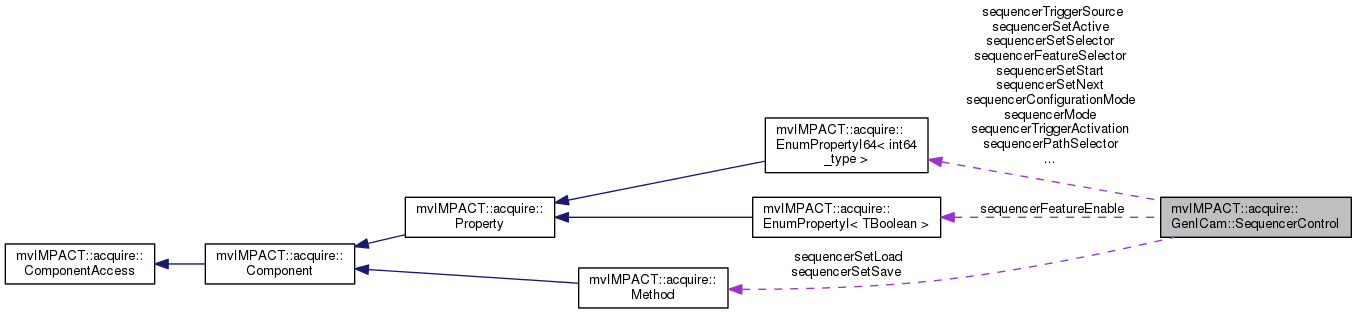 sequencerTriggerSource
sequencerSetActive
sequencerSetSelector
sequencerFeatureSelector
sequencerSetStart
sequencerSetNext
sequencerConfigurationMode
sequencerMode
sequencerTriggerActivation
sequencerPathSelector
...
mvIMPACT::acquire::
EnumPropertyI64< int64
_type >
mvIMPACT::acquire::
Property
mvIMPACT::acquire::
EnumPropertyI< TBoolean >
sequencerFeatureEnable
mvIMPACT::acquire::
GenICam::SequencerControl
mvIMPACT::acquire::
ComponentAccess
mvIMPACT::acquire::
Component
sequencerSetLoad
sequencerSetSave
mvIMPACT::acquire::
Method